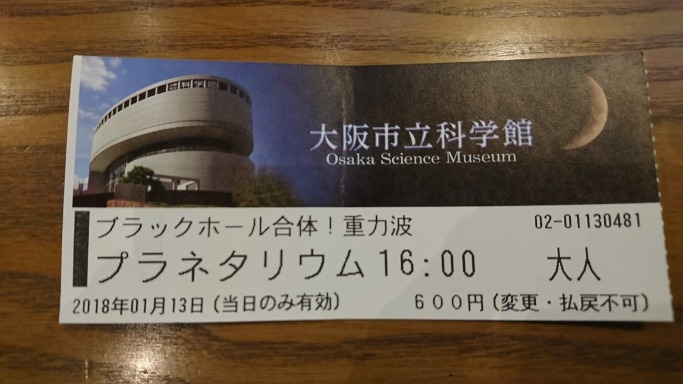 大阪市立科学館
Osaka Science Museum
ブラックホール合体！重力波 02-01130481
プラネタリウム 16:00 大人
2018年01月13日（当日のみ有効） ６００円（変更・払戻不可）